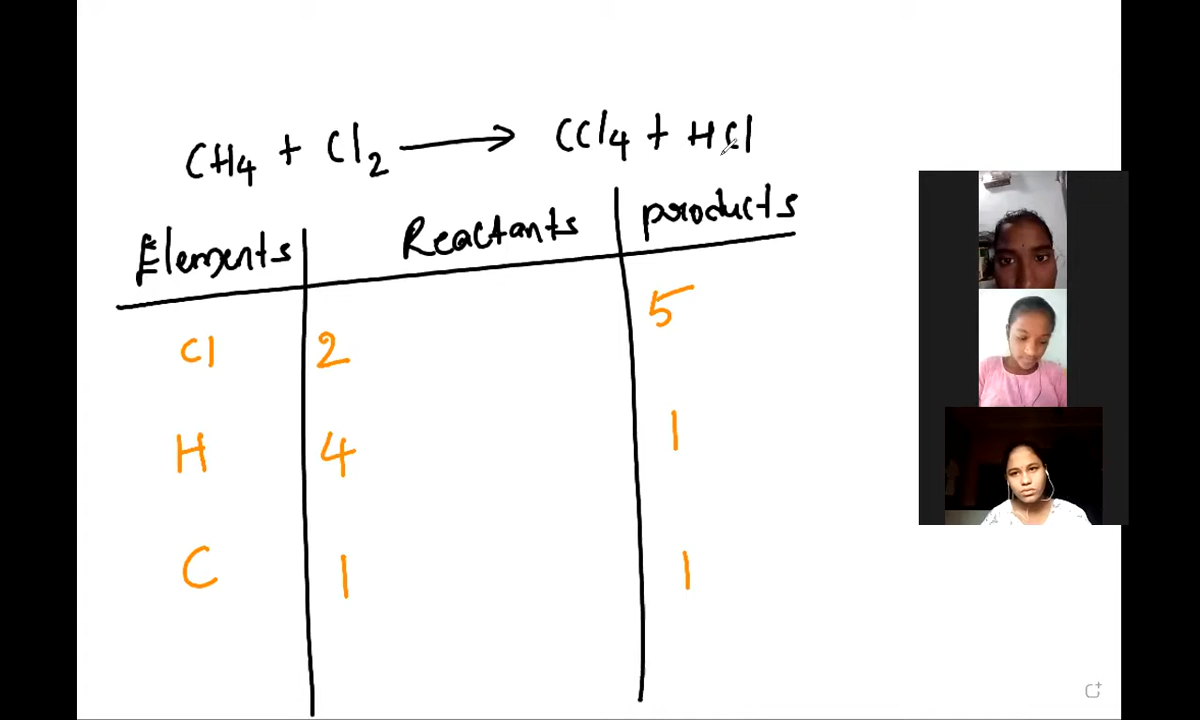 CH4 + Cl2 ⟶ CCl4 + HCl
Elements Reactants products
Cl 2 5
H 4 1
C 1 1